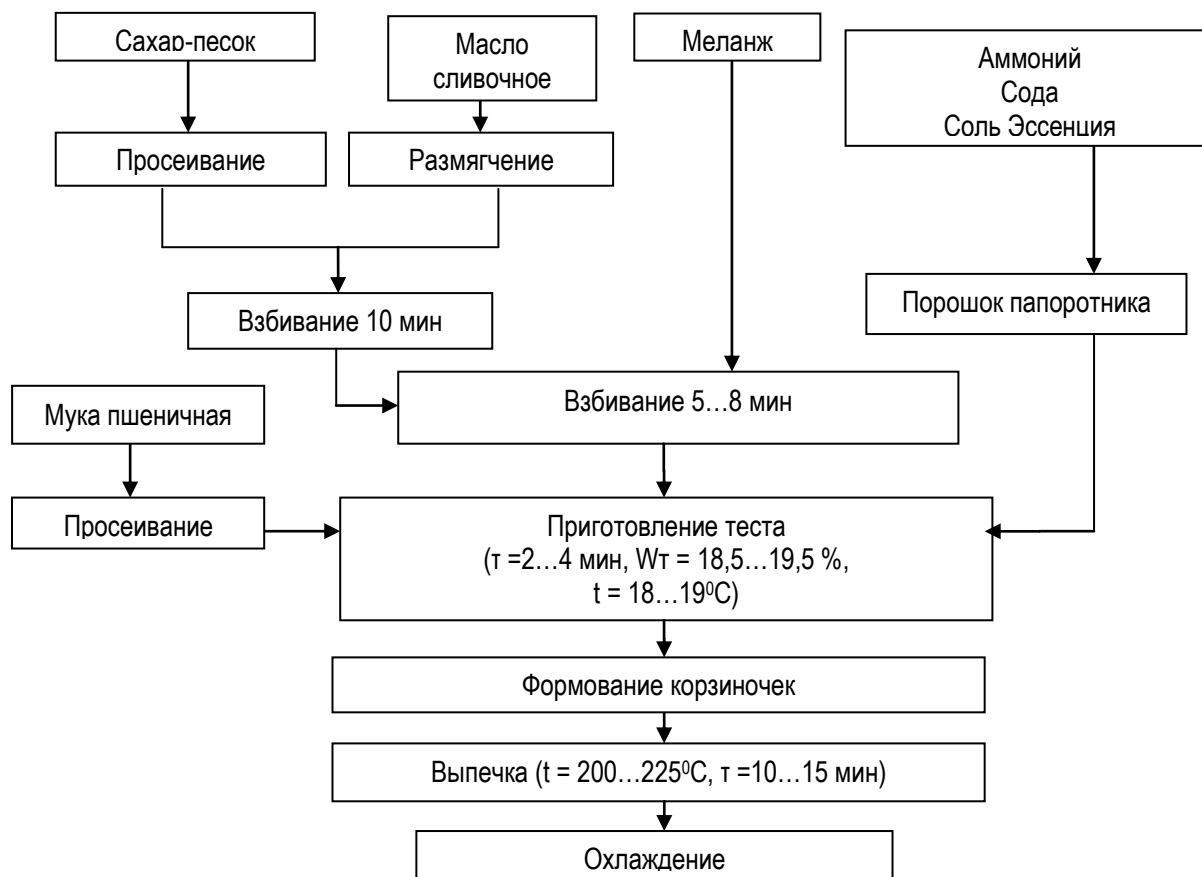 Сахар-песок
Масло
сливочное
Меланж
Аммоний
Сода
Соль Эссенция
Просеивание
Размягчение
Взбивание 10 мин
Порошок папоротника
Мука пшеничная
Взбивание 5…8 мин
Просеивание
Приготовление теста
(τ =2…4 мин, Wт = 18,5…19,5 %,
t = 18…19⁰С)
Формование корзиночек
Выпечка (t = 200…225⁰С, τ =10…15 мин)
Охлаждение